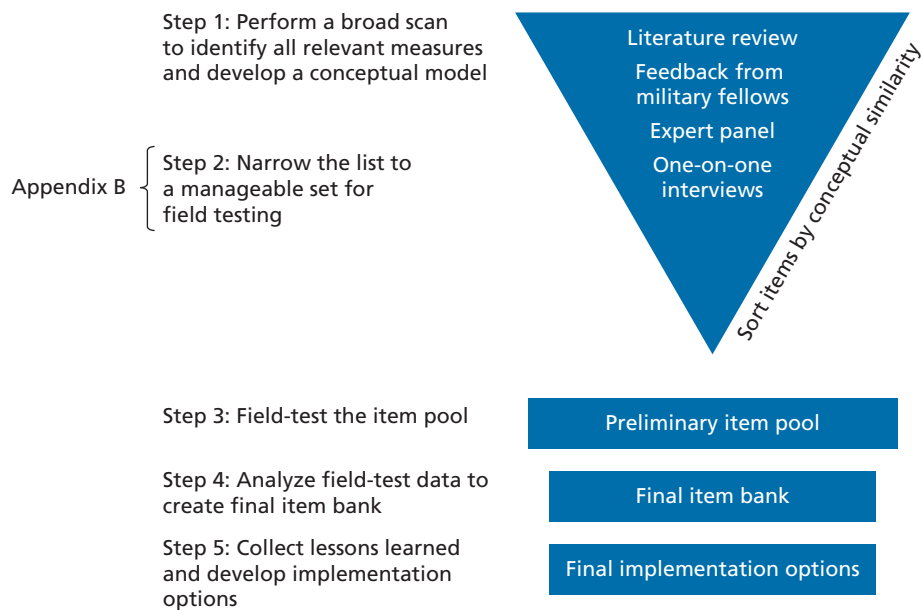 Step 1: Perform a broad scan
to identify all relevant measures
and develop a conceptual model
Literature review
Feedback from
military fellows
Expert panel
One-on-one
interviews
Sort items by conceptual similarity
Appendix B
Step 2: Narrow the list to
a manageable set for
field testing
Step 3: Field-test the item pool
Preliminary item pool
Step 4: Analyze field-test data to
create final item bank
Final item bank
Step 5: Collect lessons learned
and develop implementation
options
Final implementation options